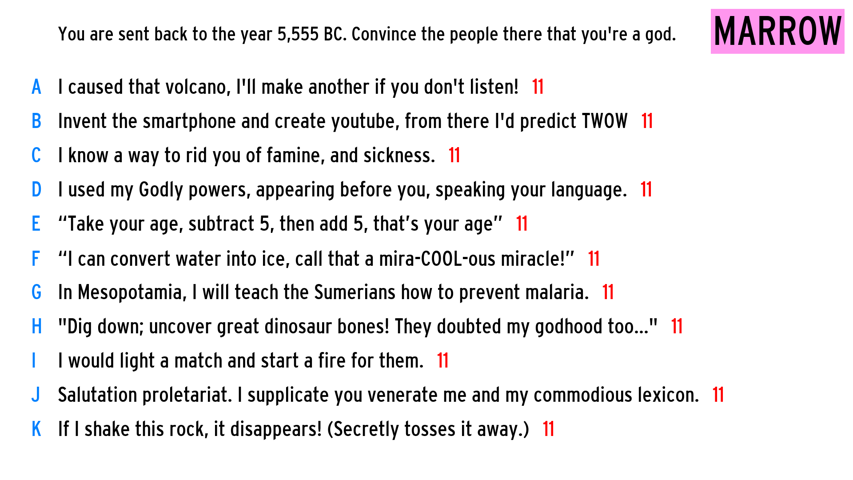 You are sent back to the year 5,555 BC. Convince the people there that you're a god.
MARROW
A I caused that volcano, I'll make another if you don't listen! 11
B Invent the smartphone and create youtube, from there I'd predict TWOW 11
C I know a way to rid you of famine, and sickness. 11
D I used my Godly powers, appearing before you, speaking your language. 11
E “Take your age, subtract 5, then add 5, that’s your age” 11
F “I can convert water into ice, call that a mira-COOL-ous miracle!” 11
G In Mesopotamia, I will teach the Sumerians how to prevent malaria. 11
H "Dig down; uncover great dinosaur bones! They doubted my godhood too..." 11
I I would light a match and start a fire for them. 11
J Salutation proletariat. I supplicate you venerate me and my commodious lexicon. 11
K If I shake this rock, it disappears! (Secretly tosses it away.) 11